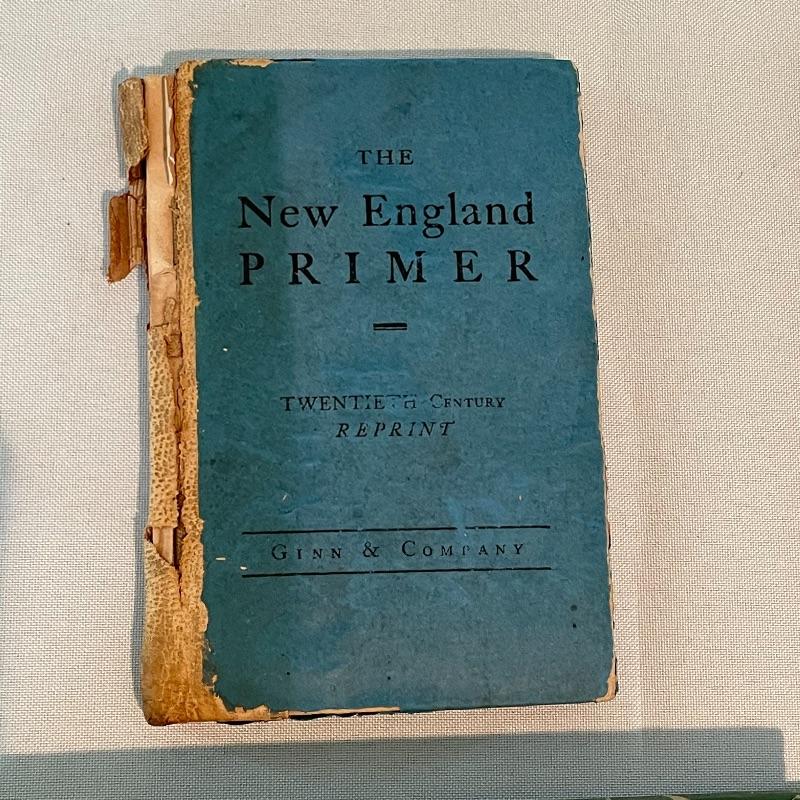 THE
New England
PRIMER
TWENTIETH CENTURY
REPRINT
GINN & COMPANY